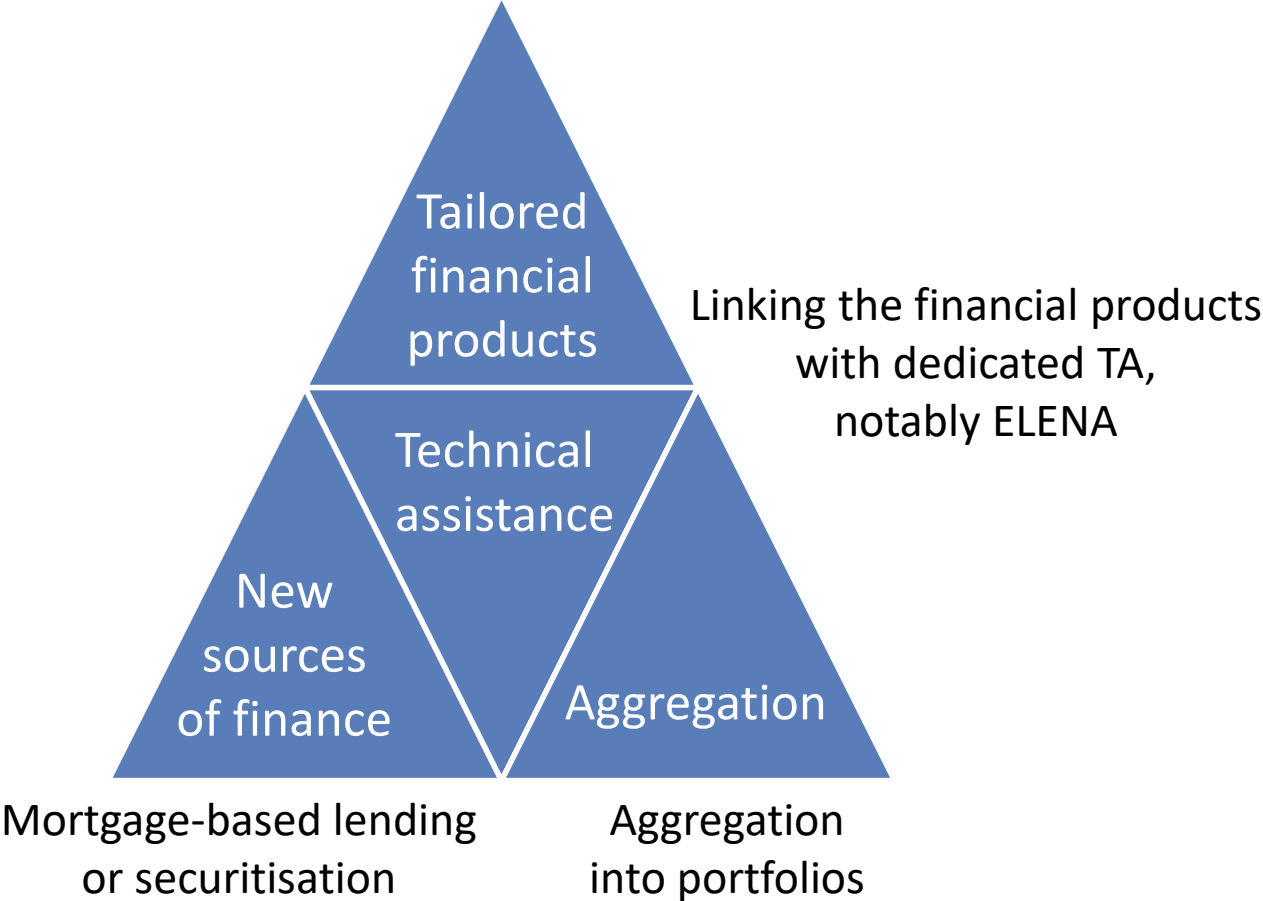 Tailored
financial
products
Linking the financial products
with dedicated TA,
notably ELENA
Technical
assistance
New
sources
of finance
Aggregation
Mortgage-based lending
or securitisation
Aggregation
into portfolios